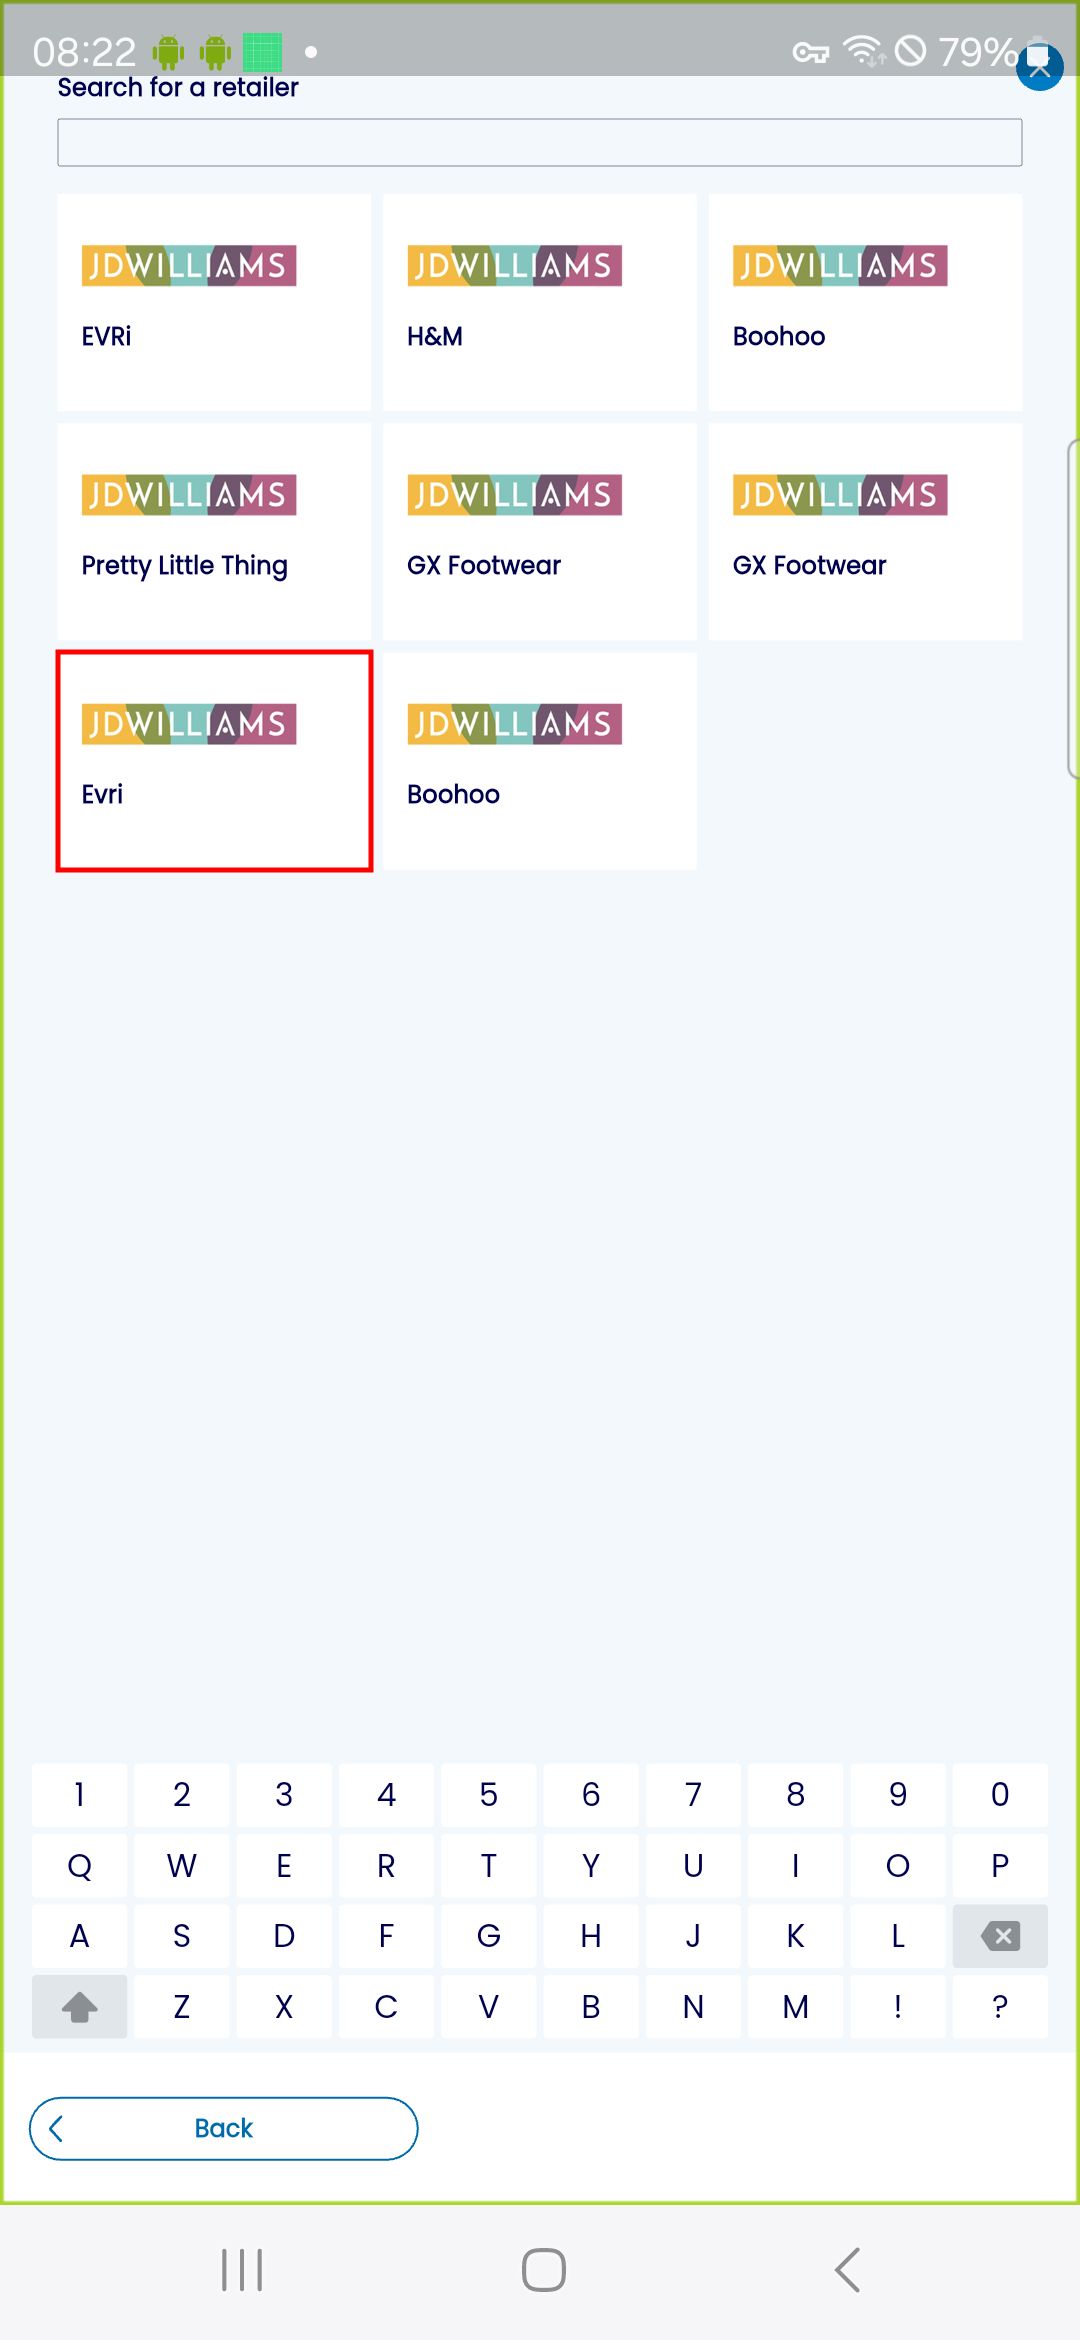 08:22
79%
Search for a retailer
JDWILLIAMS JDWILLIAMS JDWILLIAMS
EVRi H&M Boohoo
JDWILLIAMS JDWILLIAMS JDWILLIAMS
Pretty Little Thing GX Footwear GX Footwear
JDWILLIAMS JDWILLIAMS
Evri Boohoo
1 2 3 4 5 6 7 8 9 0
Q W E R T Y U I O P
A S D F G H J K L
Z X C V B N M ! ?
Back